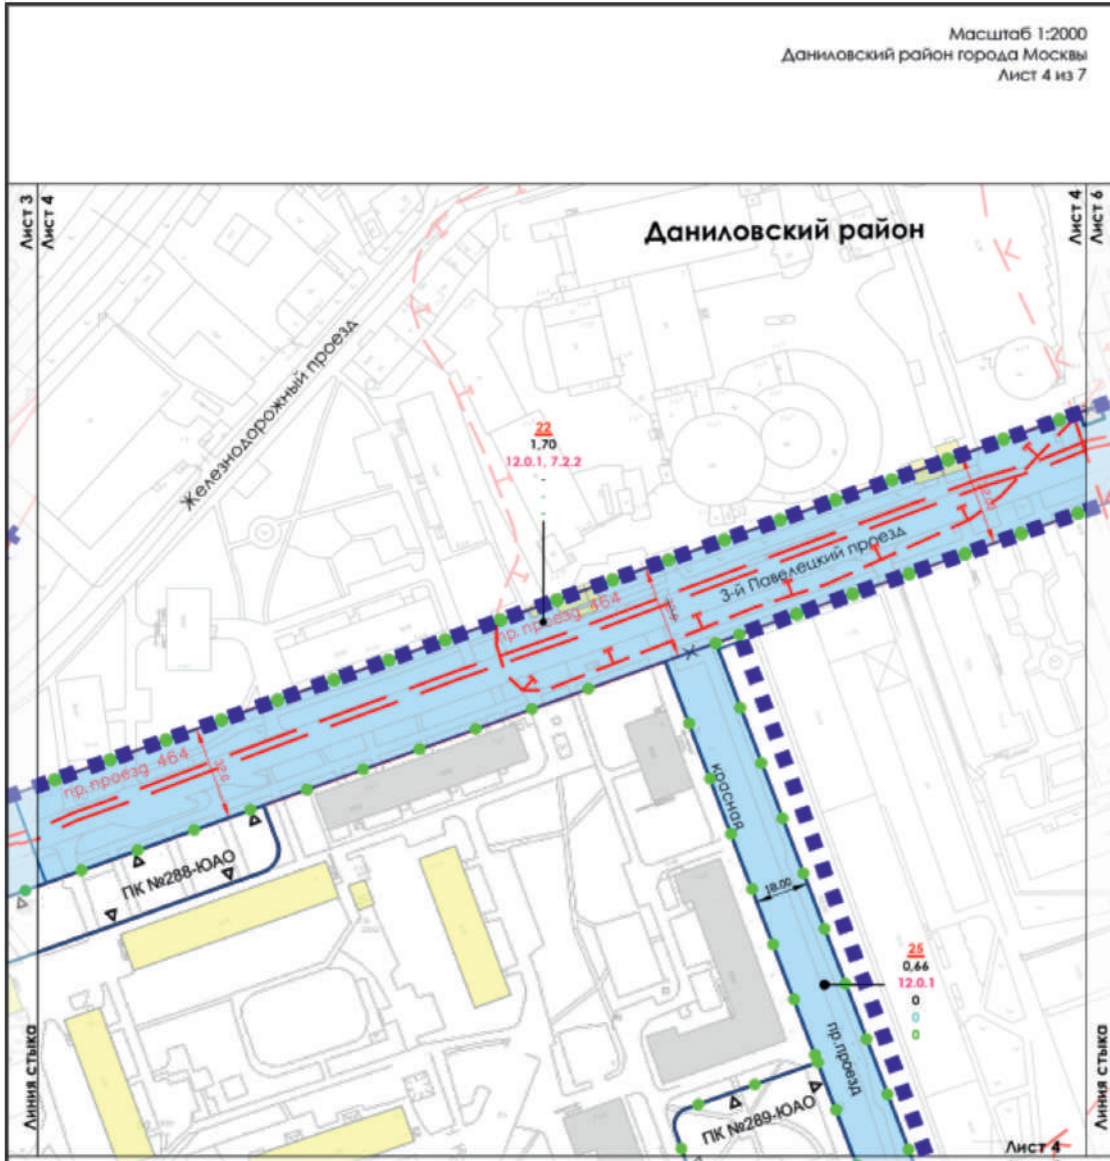 Масштаб 1:2000
Даниловский район города Москвы
Лист 4 из 7
Лист 3
Лист 4
Даниловский район
Лист 4
Лист 6
Железнодорожный проезд
22
1,70
12.0.1, 7.2.2
-
-
-
3-й Павелецкий проезд
пр. проезд 464
пр. проезд 464
ПК №288-ЮАО
красная
18.00
25
0,66
12.0.1
0
0
0
пр.проезд
ПК №289-ЮАО
Линия стыка
Линия стыка
Лист 4